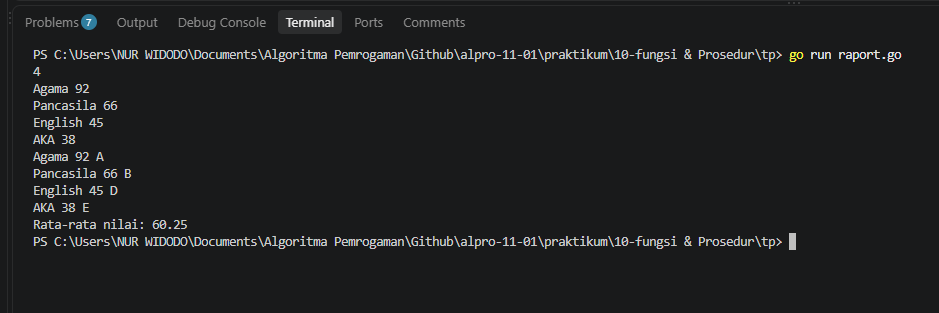 Problems 7 Output Debug Console Terminal Ports Comments
PS C:\Users\NUR WIDODO\Documents\Algoritma Pemrogaman\Github\alpro-11-01\praktikum\10-fungsi & Prosedur\tp> go run raport.go
4
Agama 92
Pancasila 66
English 45
AKA 38
Agama 92 A
Pancasila 66 B
English 45 D
AKA 38 E
Rata-rata nilai: 60.25
PS C:\Users\NUR WIDODO\Documents\Algoritma Pemrogaman\Github\alpro-11-01\praktikum\10-fungsi & Prosedur\tp>